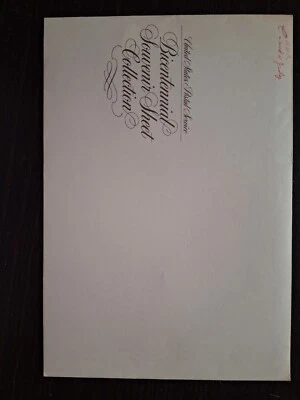 United States Postal Service
Bicentennial
Souvenir Sheet
Collection